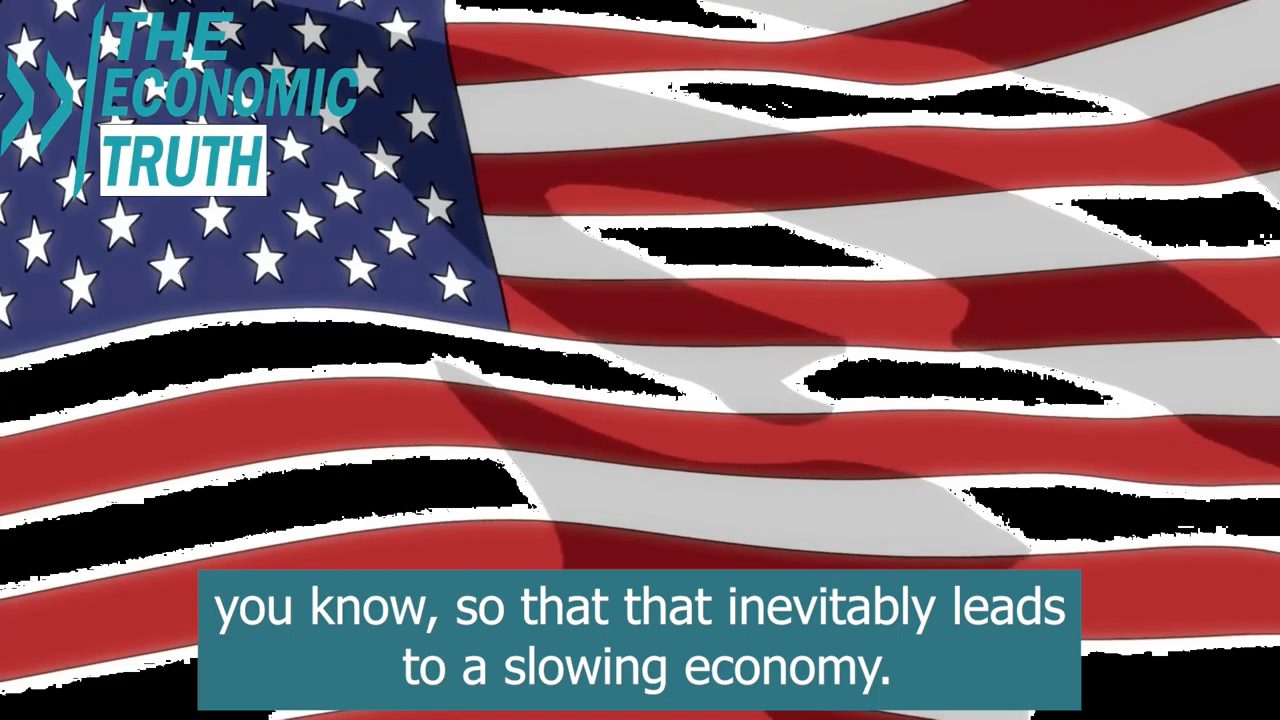 THE
ECONOMIC
TRUTH
you know, so that that inevitably leads
to a slowing economy.